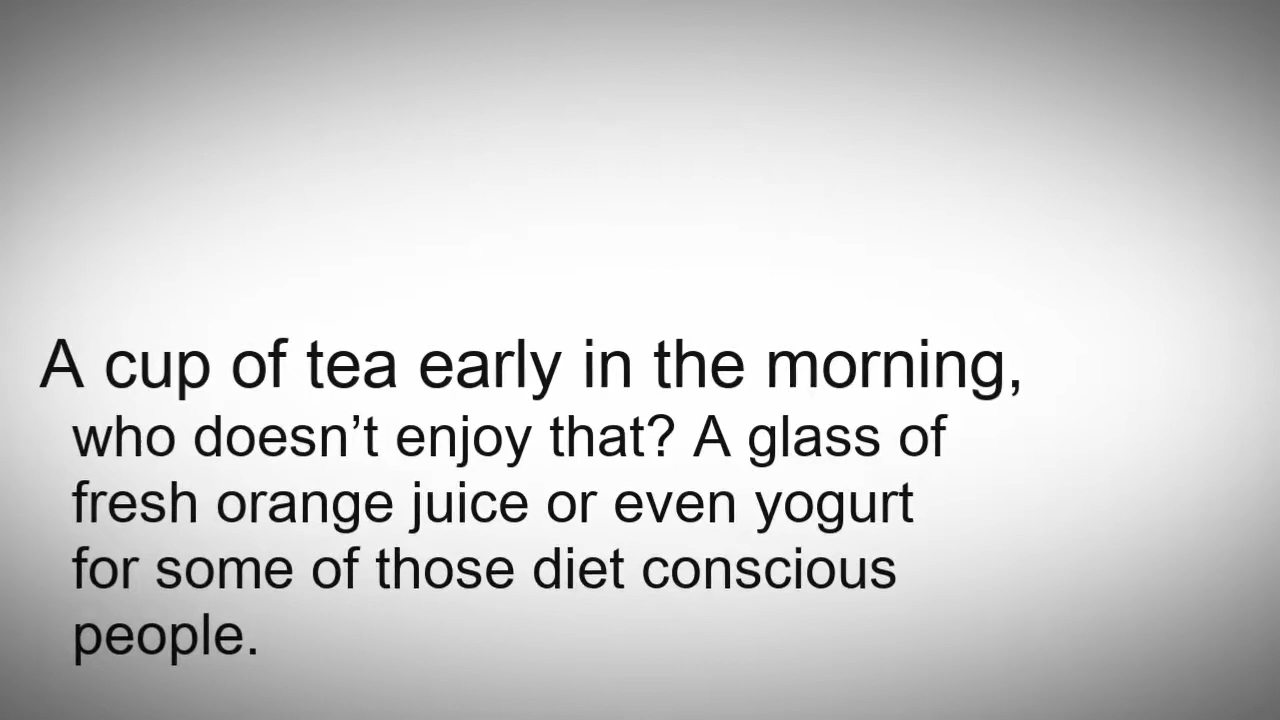 A cup of tea early in the morning,
who doesn’t enjoy that? A glass of
fresh orange juice or even yogurt
for some of those diet conscious
people.